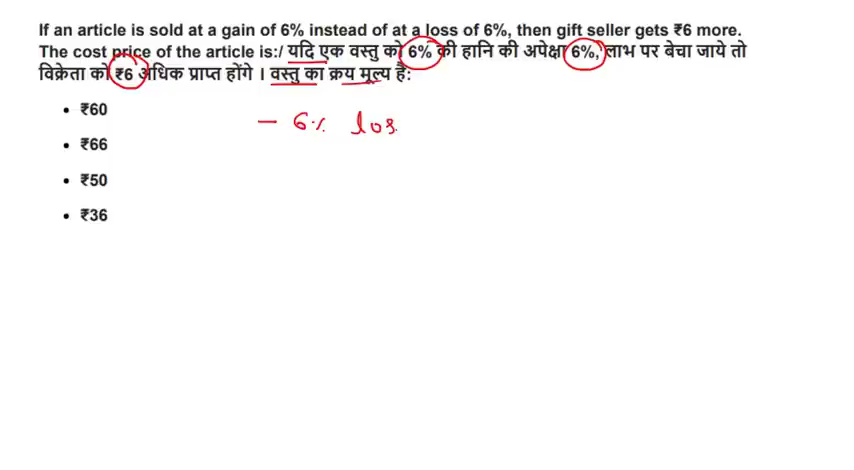 If an article is sold at a gain of 6% instead of at a loss of 6%, then gift seller gets ₹6 more.
The cost price of the article is:/ यदि एक वस्तु को 6% की हानि की अपेक्षा 6%, लाभ पर बेचा जाये तो
विक्रेता को ₹6 अधिक प्राप्त होंगे । वस्तु का क्रय मूल्य है:
• ₹60
– 6% los
• ₹66
• ₹50
• ₹36